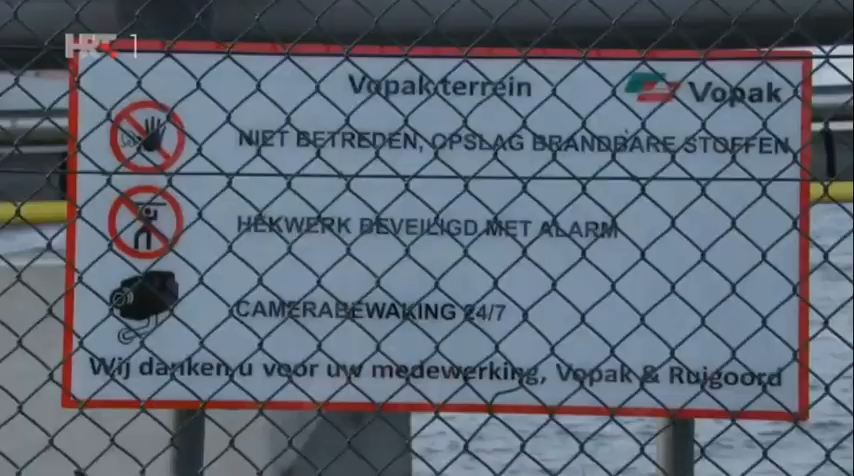 HRT 1
Vopak terrein
Vopak
NIET BETREDEN, OPSLAG BRANDBARE STOFFEN
HEKWERK BEVEILIGD MET ALARM
CAMERABEWAKING 24/7
Wij danken u voor uw medewerking, Vopak & Ruigoord